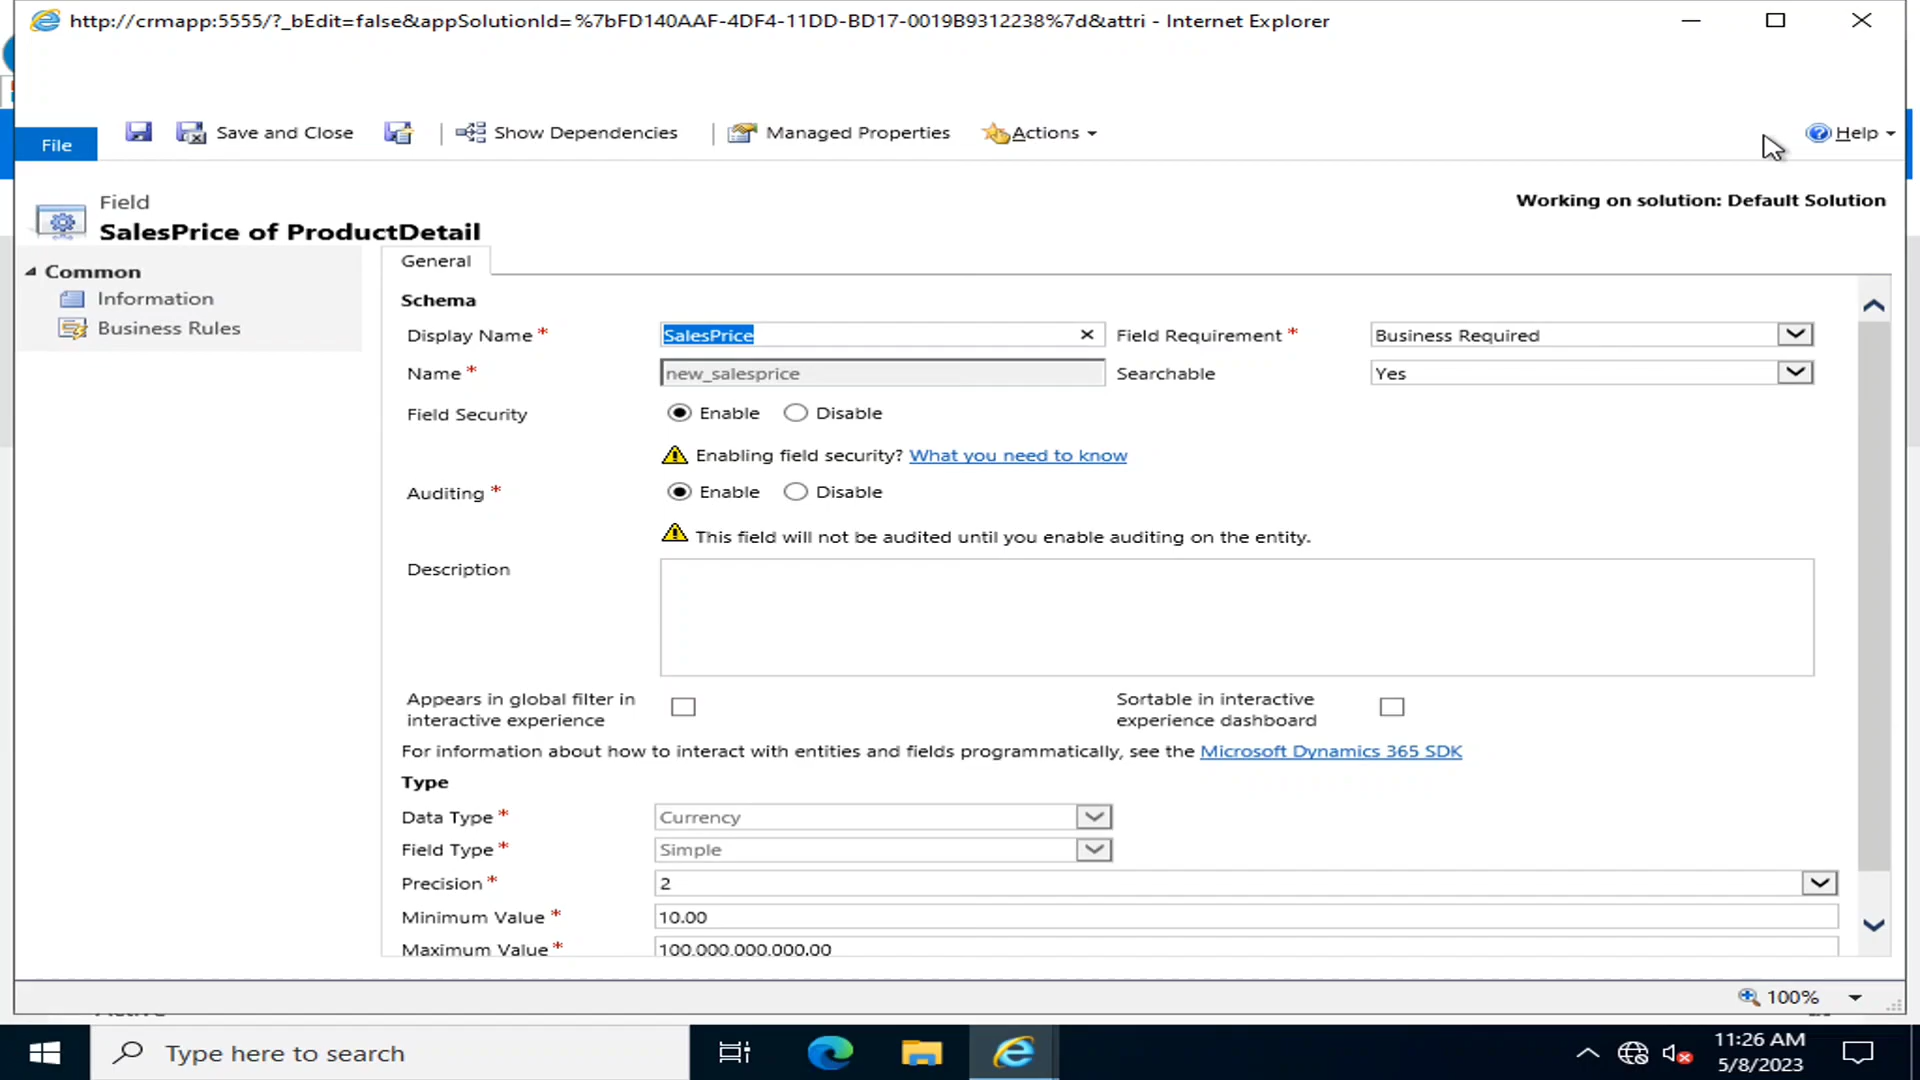 http://crmapp:5555/?_bEdit=false&appSolutionId=%7bFD140AAF-4DF4-11DD-BD17-0019B9312238%7d&attri - Internet Explorer
File
Save and Close
Show Dependencies
Managed Properties
Actions
Help
Field
SalesPrice of ProductDetail
Working on solution: Default Solution
Common
Information
Business Rules
General
Schema
Display Name *
SalesPrice
Field Requirement *
Business Required
Name *
new_salesprice
Searchable
Yes
Field Security
Enable
Disable
Enabling field security? What you need to know
Auditing *
Enable
Disable
This field will not be audited until you enable auditing on the entity.
Description
Appears in global filter in
interactive experience
Sortable in interactive
experience dashboard
For information about how to interact with entities and fields programmatically, see the Microsoft Dynamics 365 SDK
Type
Data Type *
Currency
Field Type *
Simple
Precision *
2
Minimum Value *
10.00
Maximum Value *
100,000,000,000.00
100%
Type here to search
11:26 AM
5/8/2023